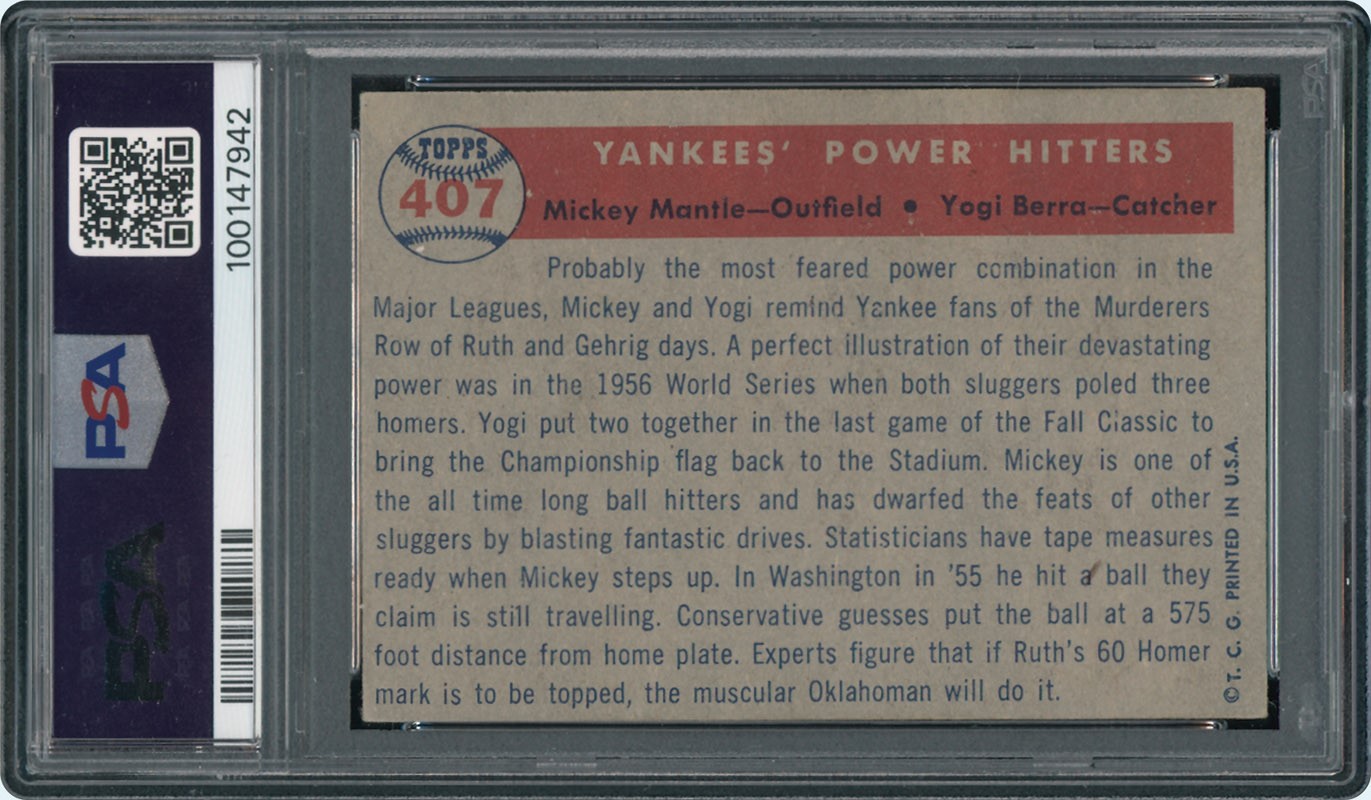 100147942
PSA
PSA
PSA
TOPPS
407
YANKEES' POWER HITTERS
Mickey Mantle—Outfield • Yogi Berra—Catcher
Probably the most feared power combination in the
Major Leagues, Mickey and Yogi remind Yankee fans of the Murderers
Row of Ruth and Gehrig days. A perfect illustration of their devastating
power was in the 1956 World Series when both sluggers poled three
homers. Yogi put two together in the last game of the Fall Classic to
bring the Championship flag back to the Stadium. Mickey is one of
the all time long ball hitters and has dwarfed the feats of other
sluggers by blasting fantastic drives. Statisticians have tape measures
ready when Mickey steps up. In Washington in '55 he hit a ball they
claim is still travelling. Conservative guesses put the ball at a 575
foot distance from home plate. Experts figure that if Ruth's 60 Homer
mark is to be topped, the muscular Oklahoman will do it.
©T. C. G. PRINTED IN U.S.A.